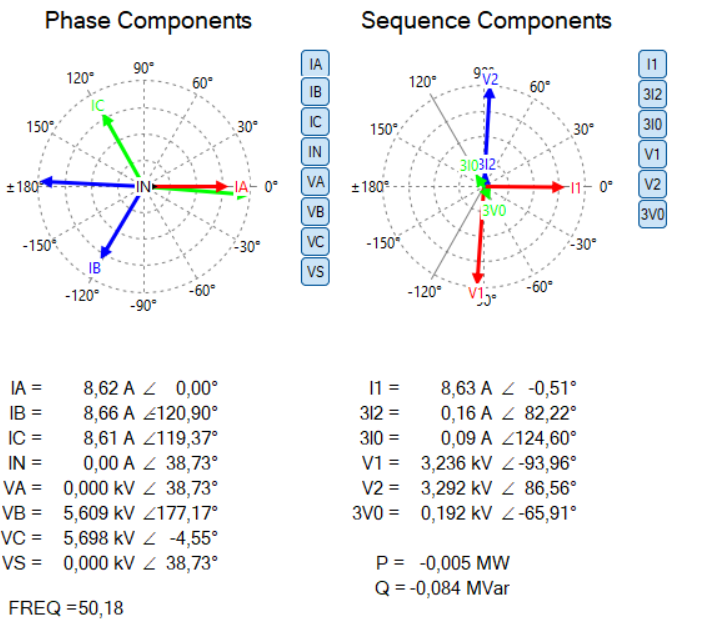 Phase Components
Sequence Components
90°
120°
60°
IC
150°
30°
±180°
IN
IA
0°
-150°
-30°
IB
-120°
-60°
-90°
IA
IB
IC
IN
VA
VB
VC
VS
V2
120°
60°
150°
30°
3I0
3I2
±180°
I1
0°
3V0
-150°
-30°
-120°
V1
-60°
I1
3I2
3I0
V1
V2
3V0
IA = 8,62 A ∠ 0,00°
IB = 8,66 A ∠-120,90°
IC = 8,61 A ∠119,37°
IN = 0,00 A ∠ 38,73°
VA = 0,000 kV ∠ 38,73°
VB = 5,609 kV ∠177,17°
VC = 5,698 kV ∠ -4,55°
VS = 0,000 kV ∠ 38,73°
FREQ =50,18
I1 = 8,63 A ∠ -0,51°
3I2 = 0,16 A ∠ 82,22°
3I0 = 0,09 A ∠124,60°
V1 = 3,236 kV ∠ -93,96°
V2 = 3,292 kV ∠ 86,56°
3V0 = 0,192 kV ∠ -65,91°
P = -0,005 MW
Q = -0,084 MVar